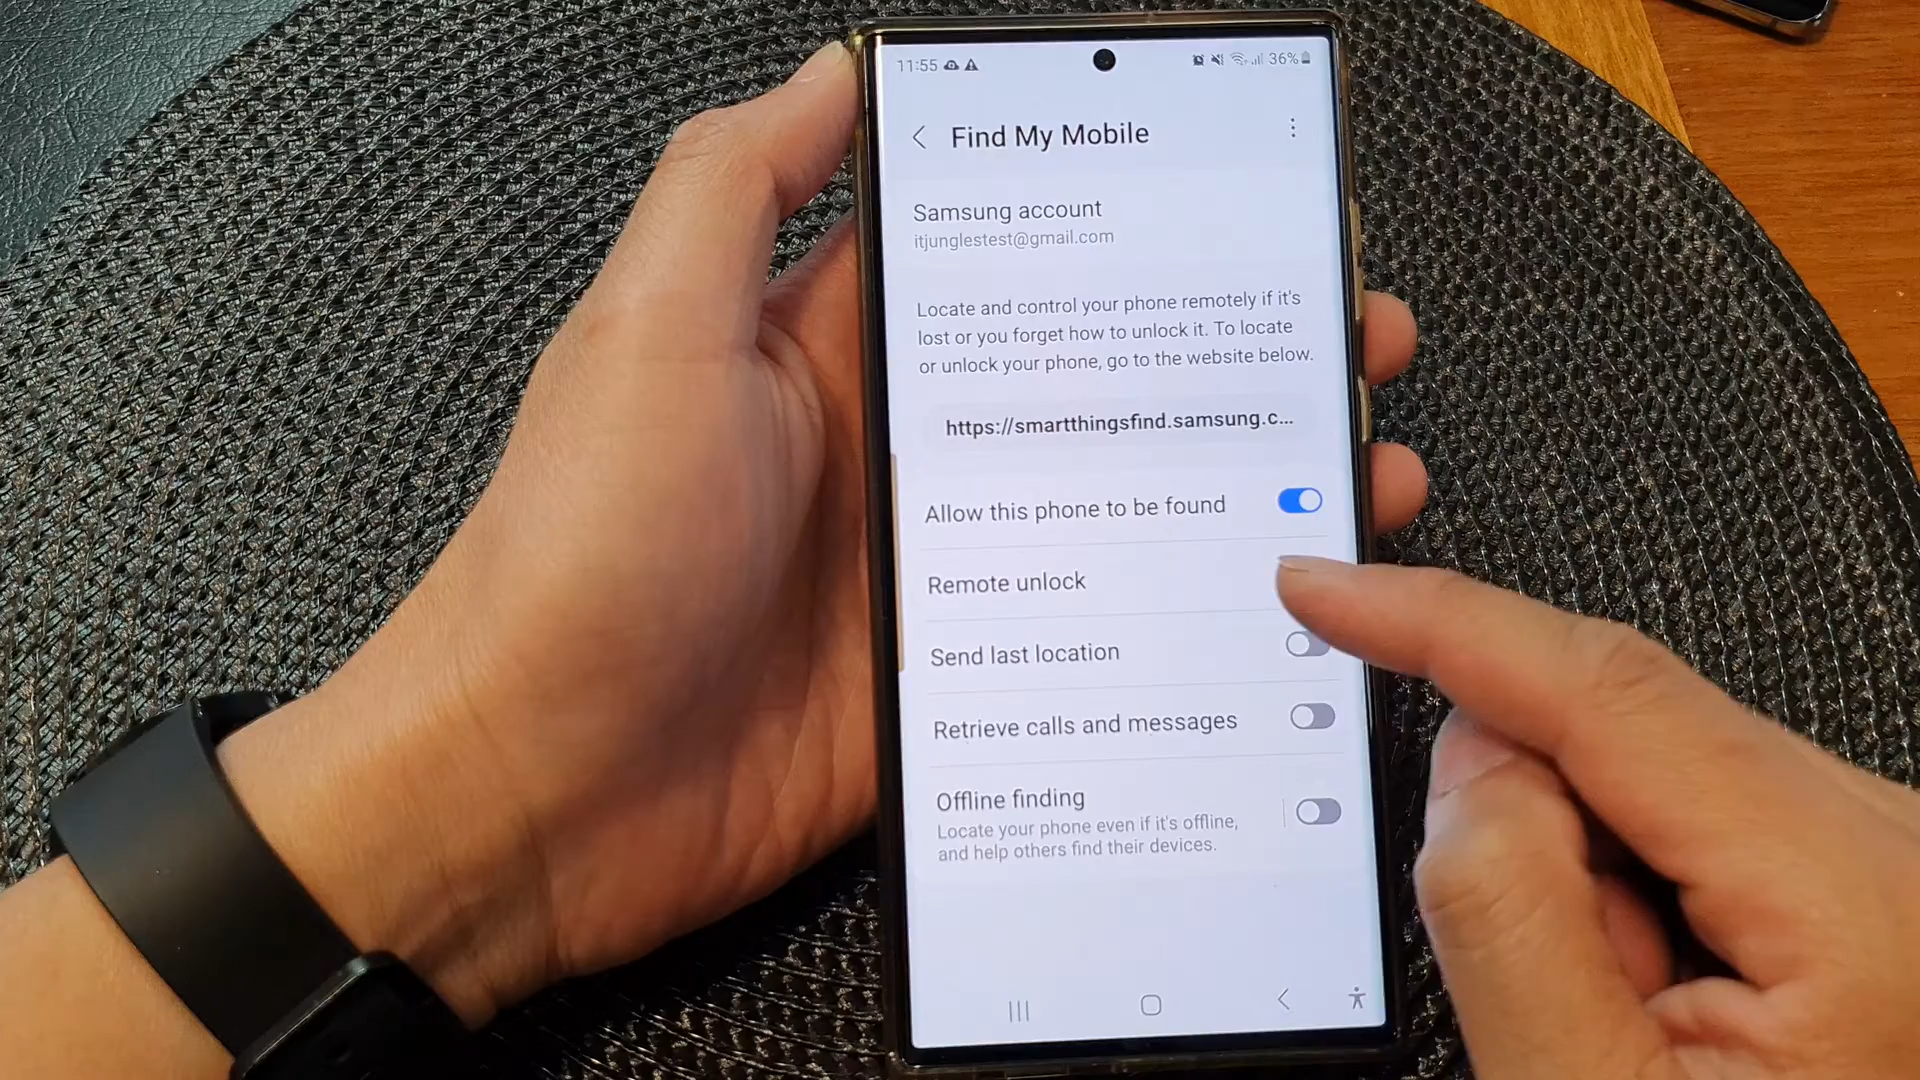 11:55
36%
Find My Mobile
Samsung account
itjunglestest@gmail.com
Locate and control your phone remotely if it's
lost or you forget how to unlock it. To locate
or unlock your phone, go to the website below.
https://smartthingsfind.samsung.c...
Allow this phone to be found
Remote unlock
Send last location
Retrieve calls and messages
Offline finding
Locate your phone even if it's offline,
and help others find their devices.